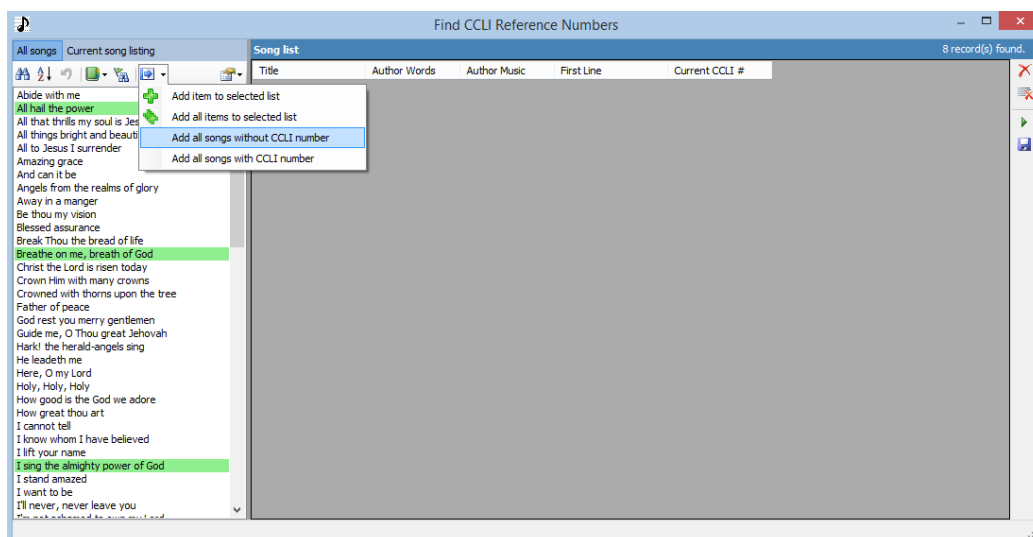 Find CCLI Reference Numbers
All songs Current song listing
Song list
8 record(s) found.
Title Author Words Author Music First Line Current CCLI #
Add item to selected list
Add all items to selected list
Add all songs without CCLI number
Add all songs with CCLI number
Abide with me
All hail the power
All that thrills my soul is Jes
All things bright and beauti
All to Jesus I surrender
Amazing grace
And can it be
Angels from the realms of glory
Away in a manger
Be thou my vision
Blessed assurance
Break Thou the bread of life
Breathe on me, breath of God
Christ the Lord is risen today
Crown Him with many crowns
Crowned with thorns upon the tree
Father of peace
God rest you merry gentlemen
Guide me, O Thou great Jehovah
Hark! the herald-angels sing
He leadeth me
Here, O my Lord
Holy, Holy, Holy
How good is the God we adore
How great thou art
I cannot tell
I know whom I have believed
I lift your name
I sing the almighty power of God
I stand amazed
I want to be
I'll never, never leave you